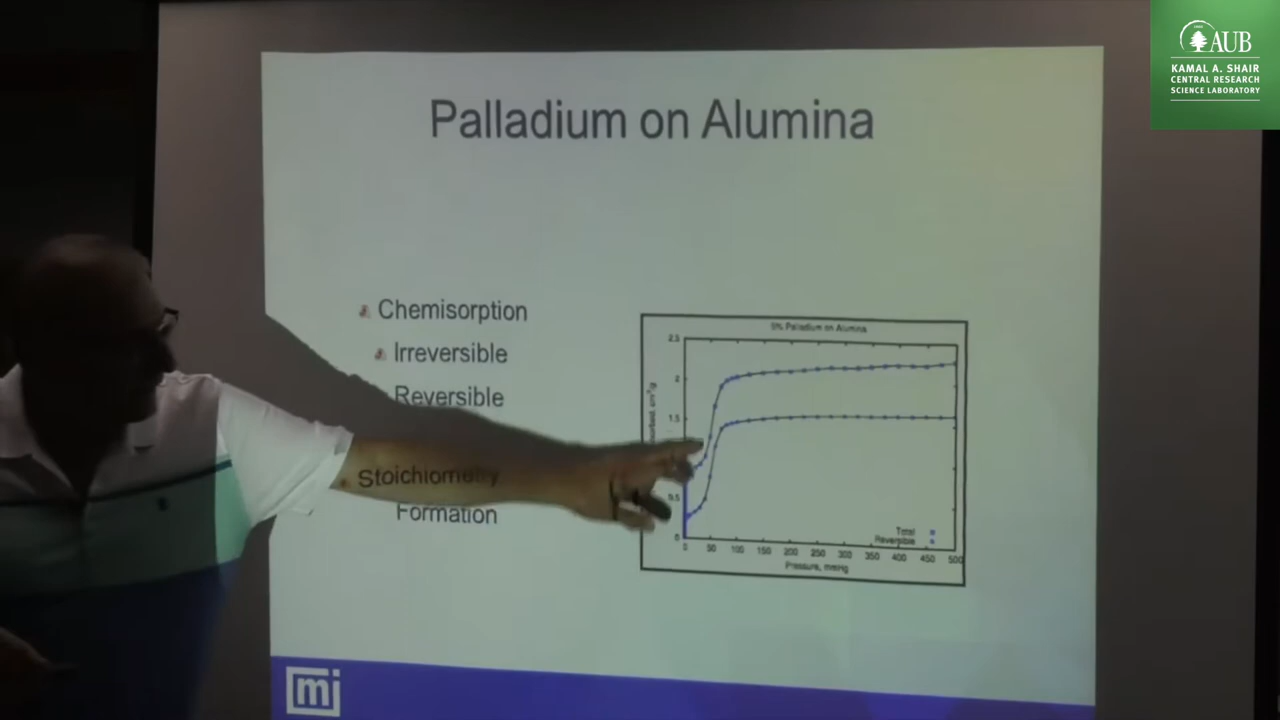 AUB
KAMAL A. SHAIR
CENTRAL RESEARCH
SCIENCE LABORATORY
Palladium on Alumina
Chemisorption
Irreversible
Reversible
Stoichiometry
Formation
5% Palladium on Alumina
2.5
2
1.5
0.5
0
0 50 100 150 200 250 300 350 400 450 500
Pressure, mmHg
Total
Reversible
mi